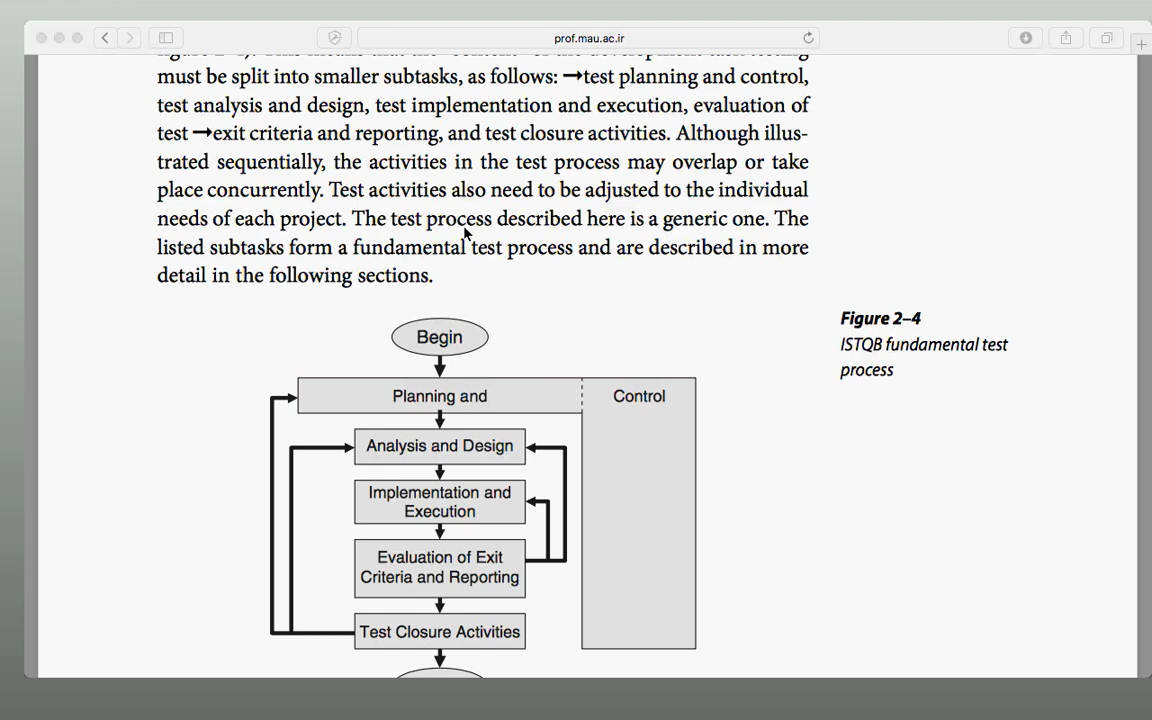 prof.mau.ac.ir
must be split into smaller subtasks, as follows: →test planning and control,
test analysis and design, test implementation and execution, evaluation of
test →exit criteria and reporting, and test closure activities. Although illus-
trated sequentially, the activities in the test process may overlap or take
place concurrently. Test activities also need to be adjusted to the individual
needs of each project. The test process described here is a generic one. The
listed subtasks form a fundamental test process and are described in more
detail in the following sections.
Figure 2–4
ISTQB fundamental test
process
Begin
Planning and
Control
Analysis and Design
Implementation and
Execution
Evaluation of Exit
Criteria and Reporting
Test Closure Activities